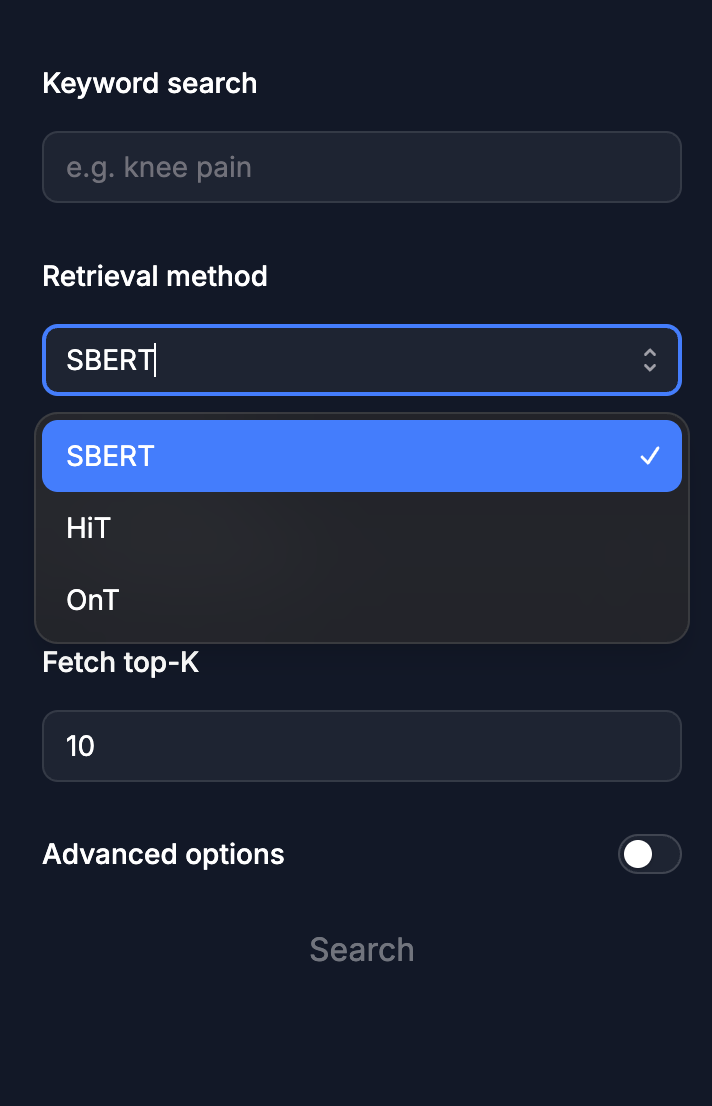 Keyword search
e.g. knee pain
Retrieval method
SBERT
SBERT
HiT
OnT
Fetch top-K
10
Advanced options
Search